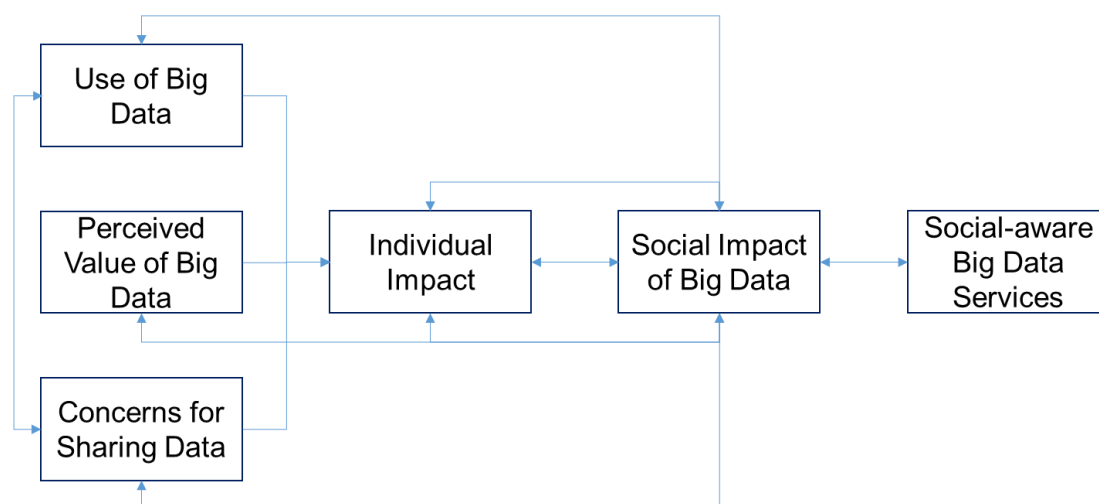 Use of Big
Data
Perceived
Value of Big
Data
Concerns for
Sharing Data
Individual
Impact
Social Impact
of Big Data
Social-aware
Big Data
Services